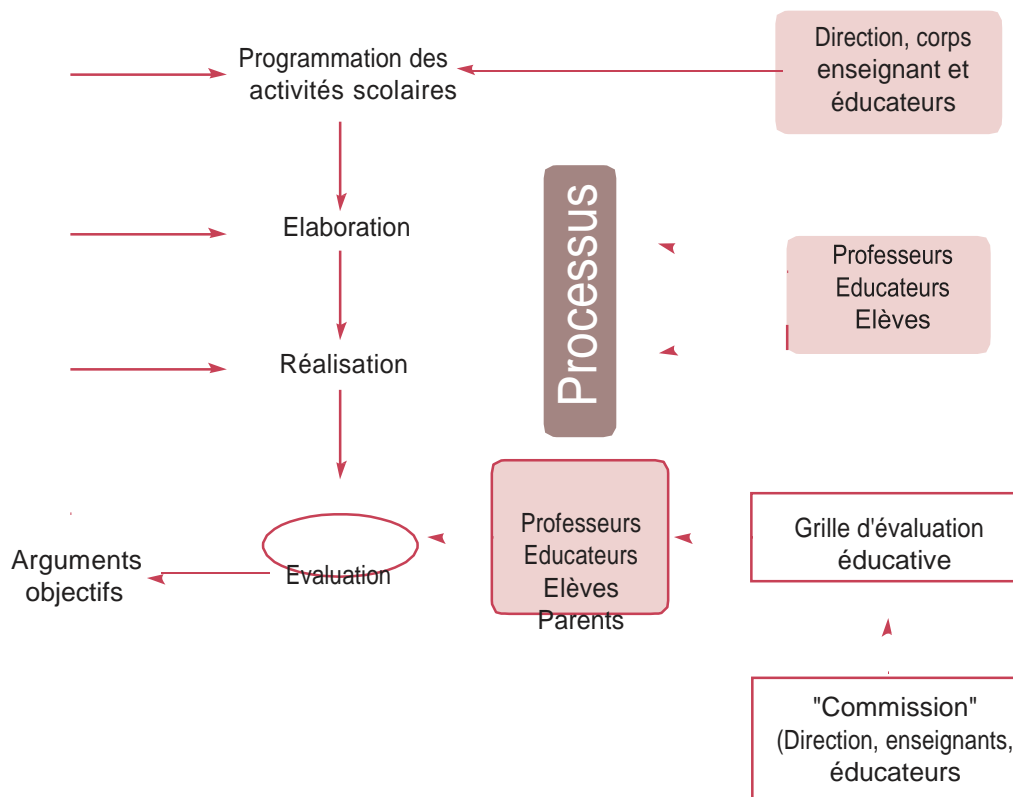 Programmation des
activités scolaires
Direction, corps
enseignant et
éducateurs
Processus
Elaboration
Professeurs
Educateurs
Elèves
Réalisation
Arguments
objectifs
Evaluation
Professeurs
Educateurs
Elèves
Parents
Grille d'évaluation
éducative
"Commission"
(Direction, enseignants,
éducateurs